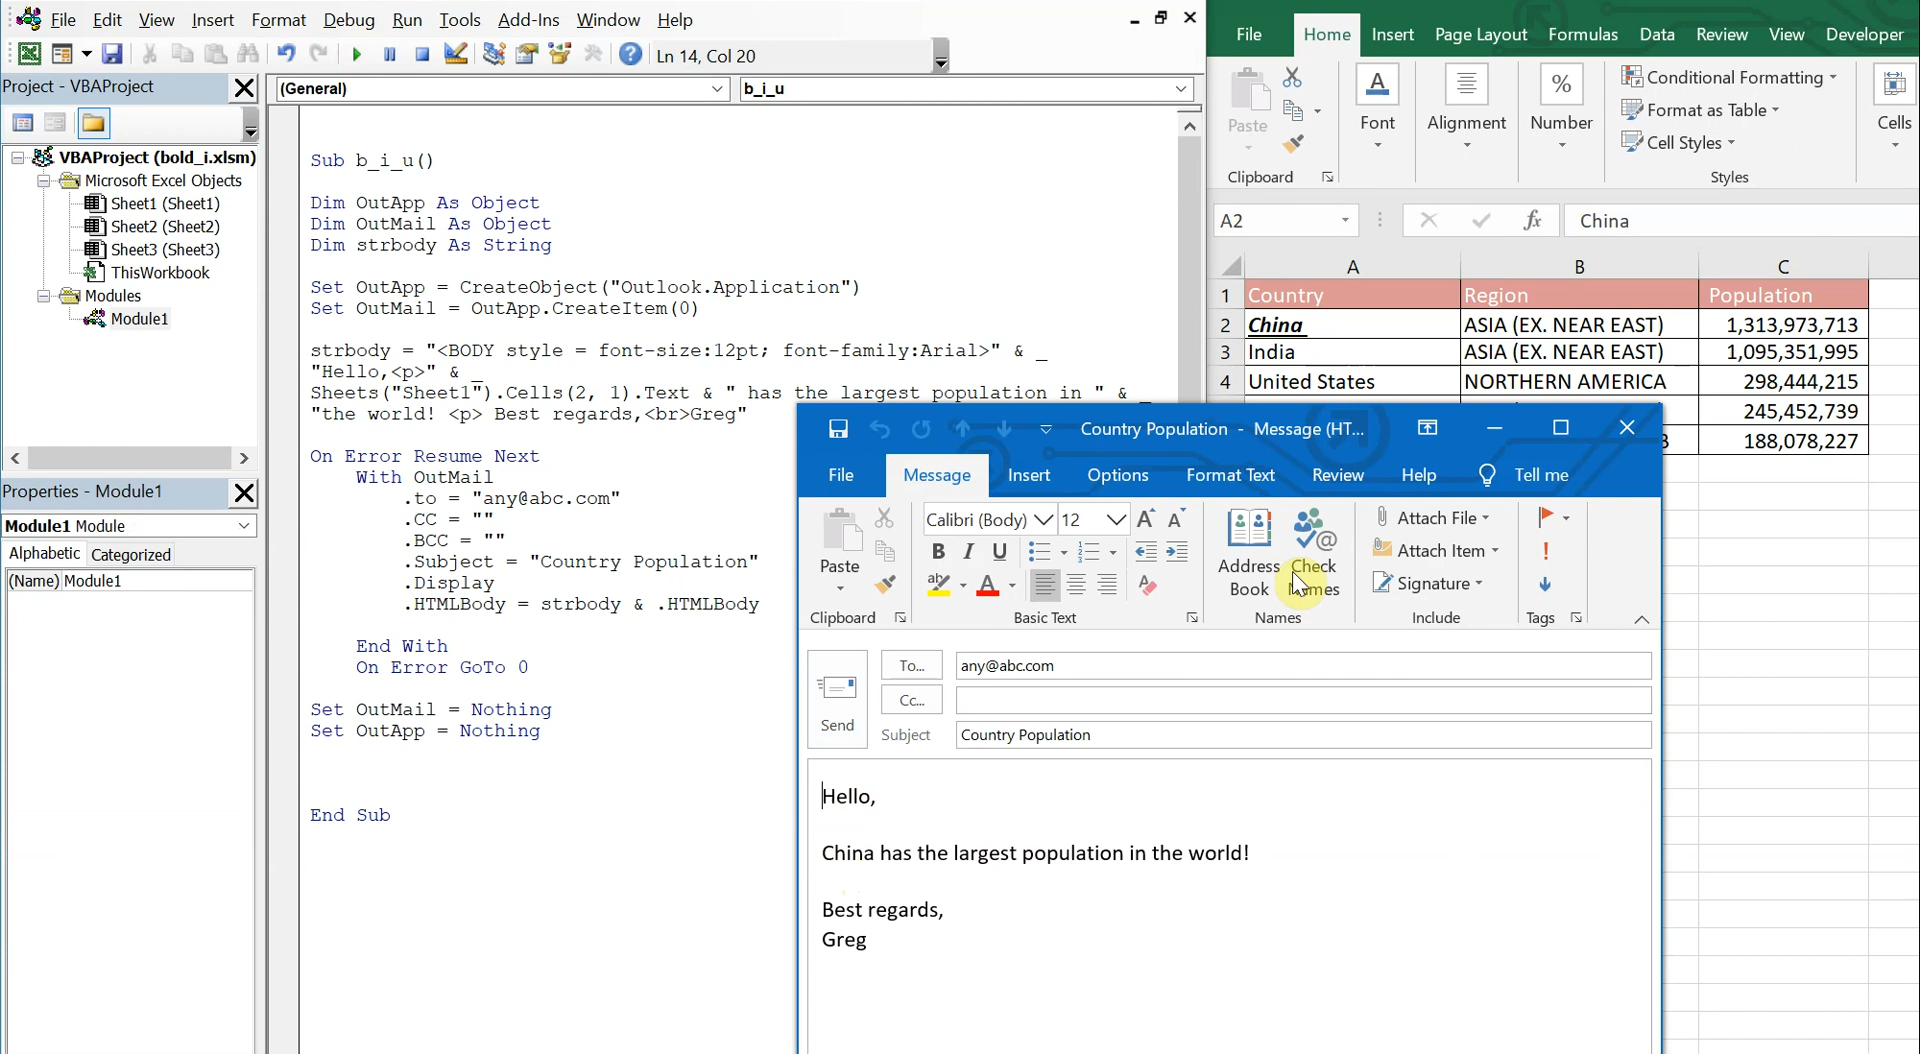 File Edit View Insert Format Debug Run Tools Add-Ins Window Help
Ln 14, Col 20
Project - VBAProject
VBAProject (bold_i.xlsm)
Microsoft Excel Objects
Sheet1 (Sheet1)
Sheet2 (Sheet2)
Sheet3 (Sheet3)
ThisWorkbook
Modules
Module1
Properties - Module1
Module1 Module
Alphabetic Categorized
(Name) Module1
(General) b_i_u
Sub b_i_u()
Dim OutApp As Object
Dim OutMail As Object
Dim strbody As String
Set OutApp = CreateObject("Outlook.Application")
Set OutMail = OutApp.CreateItem(0)
strbody = "<BODY style = font-size:12pt; font-family:Arial>" & _
"Hello,<p>" & _
Sheets("Sheet1").Cells(2, 1).Text & " has the largest population in " & _
"the world! <p> Best regards,<br>Greg"
On Error Resume Next
With OutMail
.to = "any@abc.com"
.CC = ""
.BCC = ""
.Subject = "Country Population"
.Display
.HTMLBody = strbody & .HTMLBody
End With
On Error GoTo 0
Set OutMail = Nothing
Set OutApp = Nothing
End Sub
File Home Insert Page Layout Formulas Data Review View Developer
Paste
Clipboard
Font
Alignment
%
Number
Conditional Formatting
Format as Table
Cell Styles
Styles
Cells
A2 fx China
A B C
1 Country Region Population
2 China ASIA (EX. NEAR EAST) 1,313,973,713
3 India ASIA (EX. NEAR EAST) 1,095,351,995
4 United States NORTHERN AMERICA 298,444,215
245,452,739
188,078,227
Country Population - Message (HT...
File Message Insert Options Format Text Review Help Tell me
Paste
Clipboard
Calibri (Body) 12
B I U
Basic Text
Address Book
Check Names
Names
Attach File
Attach Item
Signature
Include
Tags
Send
To... any@abc.com
Cc...
Subject Country Population
Hello,
China has the largest population in the world!
Best regards,
Greg